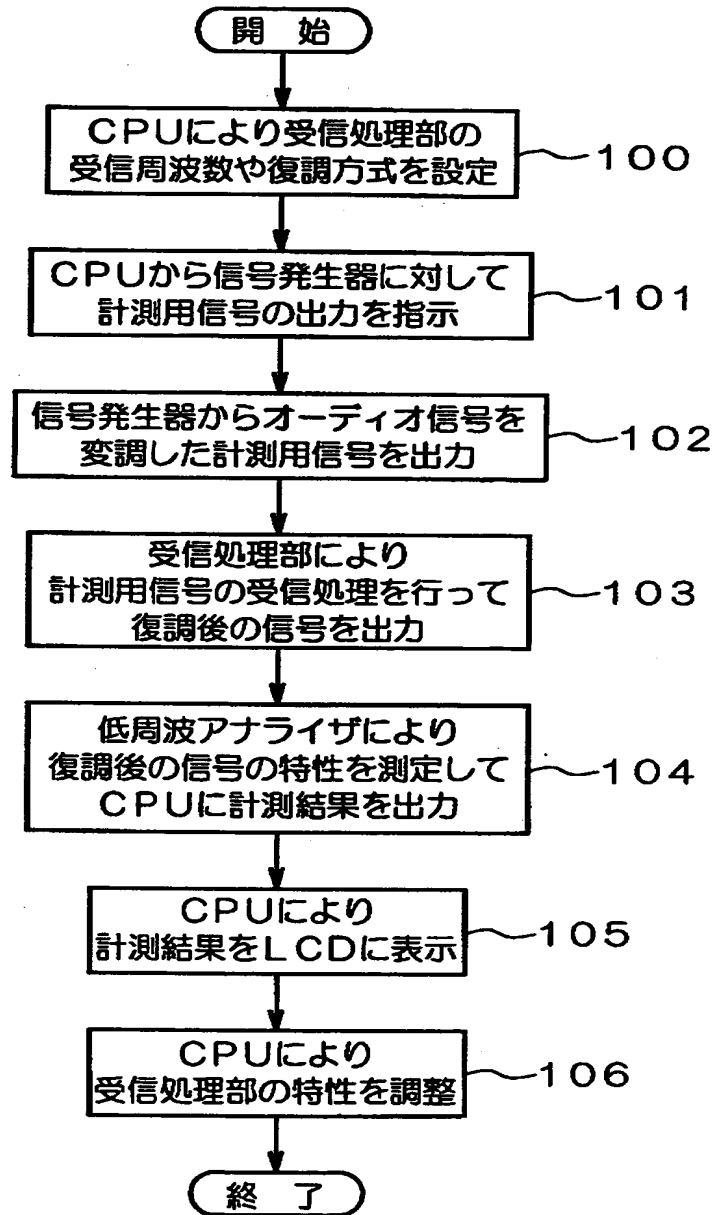 開 始
CPUにより受信処理部の
受信周波数や復調方式を設定
100
CPUから信号発生器に対して
計測用信号の出力を指示
101
信号発生器からオーディオ信号を
変調した計測用信号を出力
102
受信処理部により
計測用信号の受信処理を行って
復調後の信号を出力
103
低周波アナライザにより
復調後の信号の特性を測定して
CPUに計測結果を出力
104
CPUにより
計測結果をLCDに表示
105
CPUにより
受信処理部の特性を調整
106
終 了